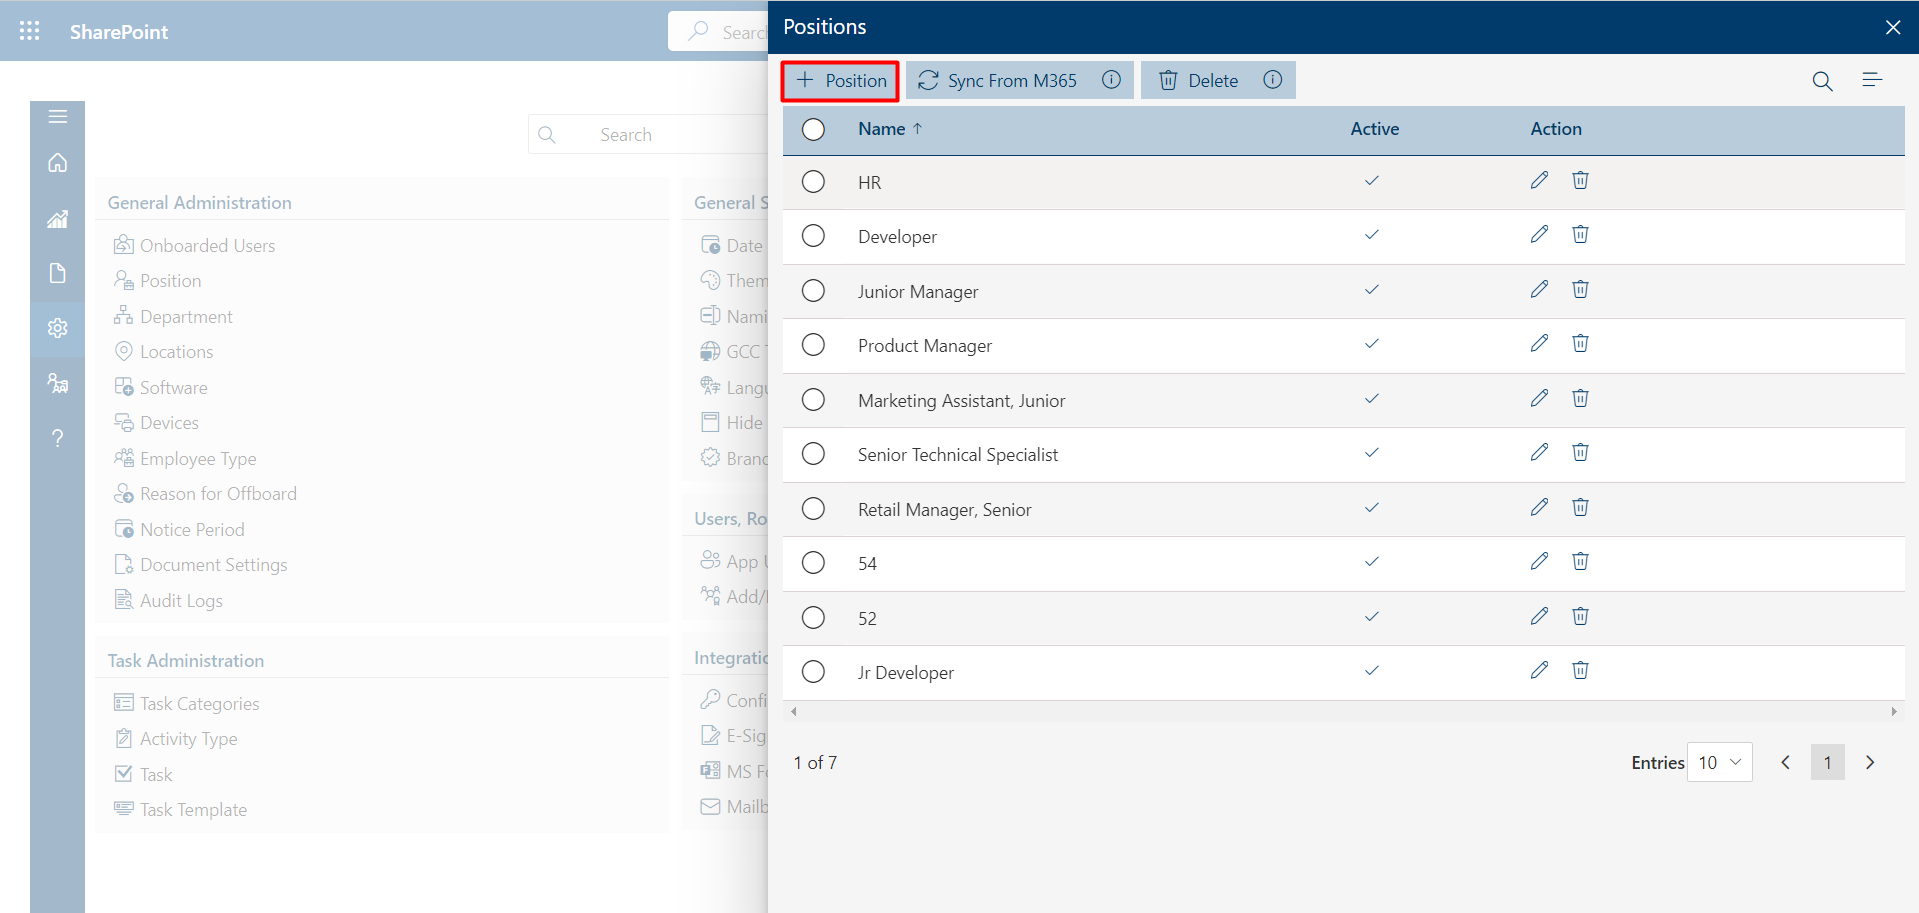 SharePoint
Search
General Administration
Onboarded Users
Position
Department
Locations
Software
Devices
Employee Type
Reason for Offboard
Notice Period
Document Settings
Audit Logs
Task Administration
Task Categories
Activity Type
Task
Task Template
General S
Date
Them
Nami
GCC
Langu
Hide
Brand
Users, Ro
App
Add/
Integratio
Confi
E-Sig
MS Fo
Mailb
Positions
+ Position Sync From M365 Delete
Name ↑ Active Action
HR
Developer
Junior Manager
Product Manager
Marketing Assistant, Junior
Senior Technical Specialist
Retail Manager, Senior
54
52
Jr Developer
1 of 7 Entries 10 < 1 >